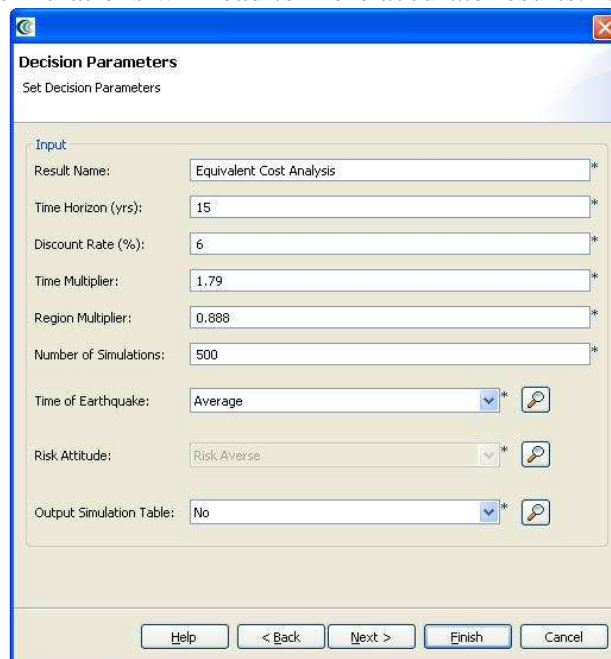 Decision Parameters
Set Decision Parameters
Input
Result Name: Equivalent Cost Analysis *
Time Horizon (yrs): 15 *
Discount Rate (%): 6 *
Time Multiplier: 1.79 *
Region Multiplier: 0.888 *
Number of Simulations: 500 *
Time of Earthquake: Average *
Risk Attitude: Risk Averse *
Output Simulation Table: No *
Help < Back Next > Finish Cancel